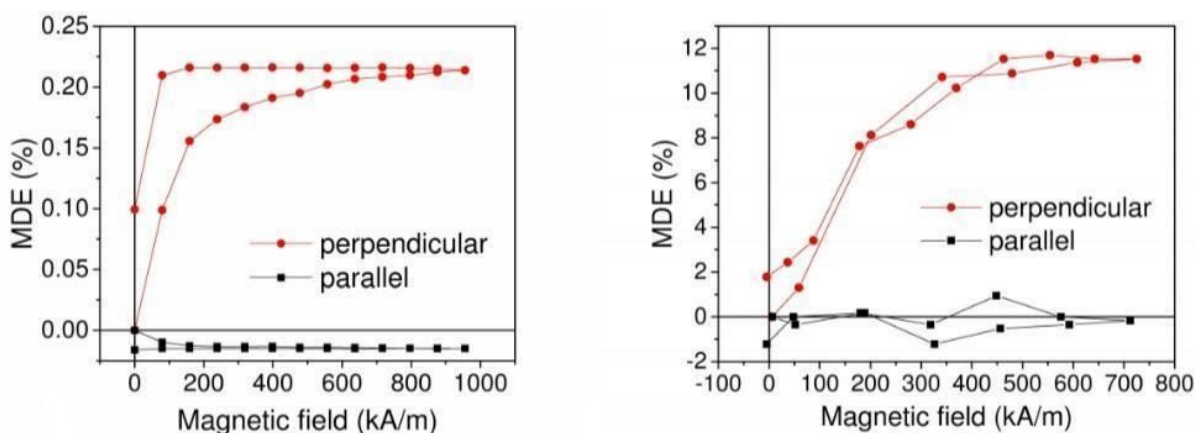 0.25
0.20
0.15
0.10
0.05
0.00
MDE (%)
perpendicular
parallel
0 200 400 600 800 1000
Magnetic field (kA/m)
12
10
8
6
4
2
0
-2
MDE (%)
perpendicular
parallel
-100 0 100 200 300 400 500 600 700 800
Magnetic field (kA/m)